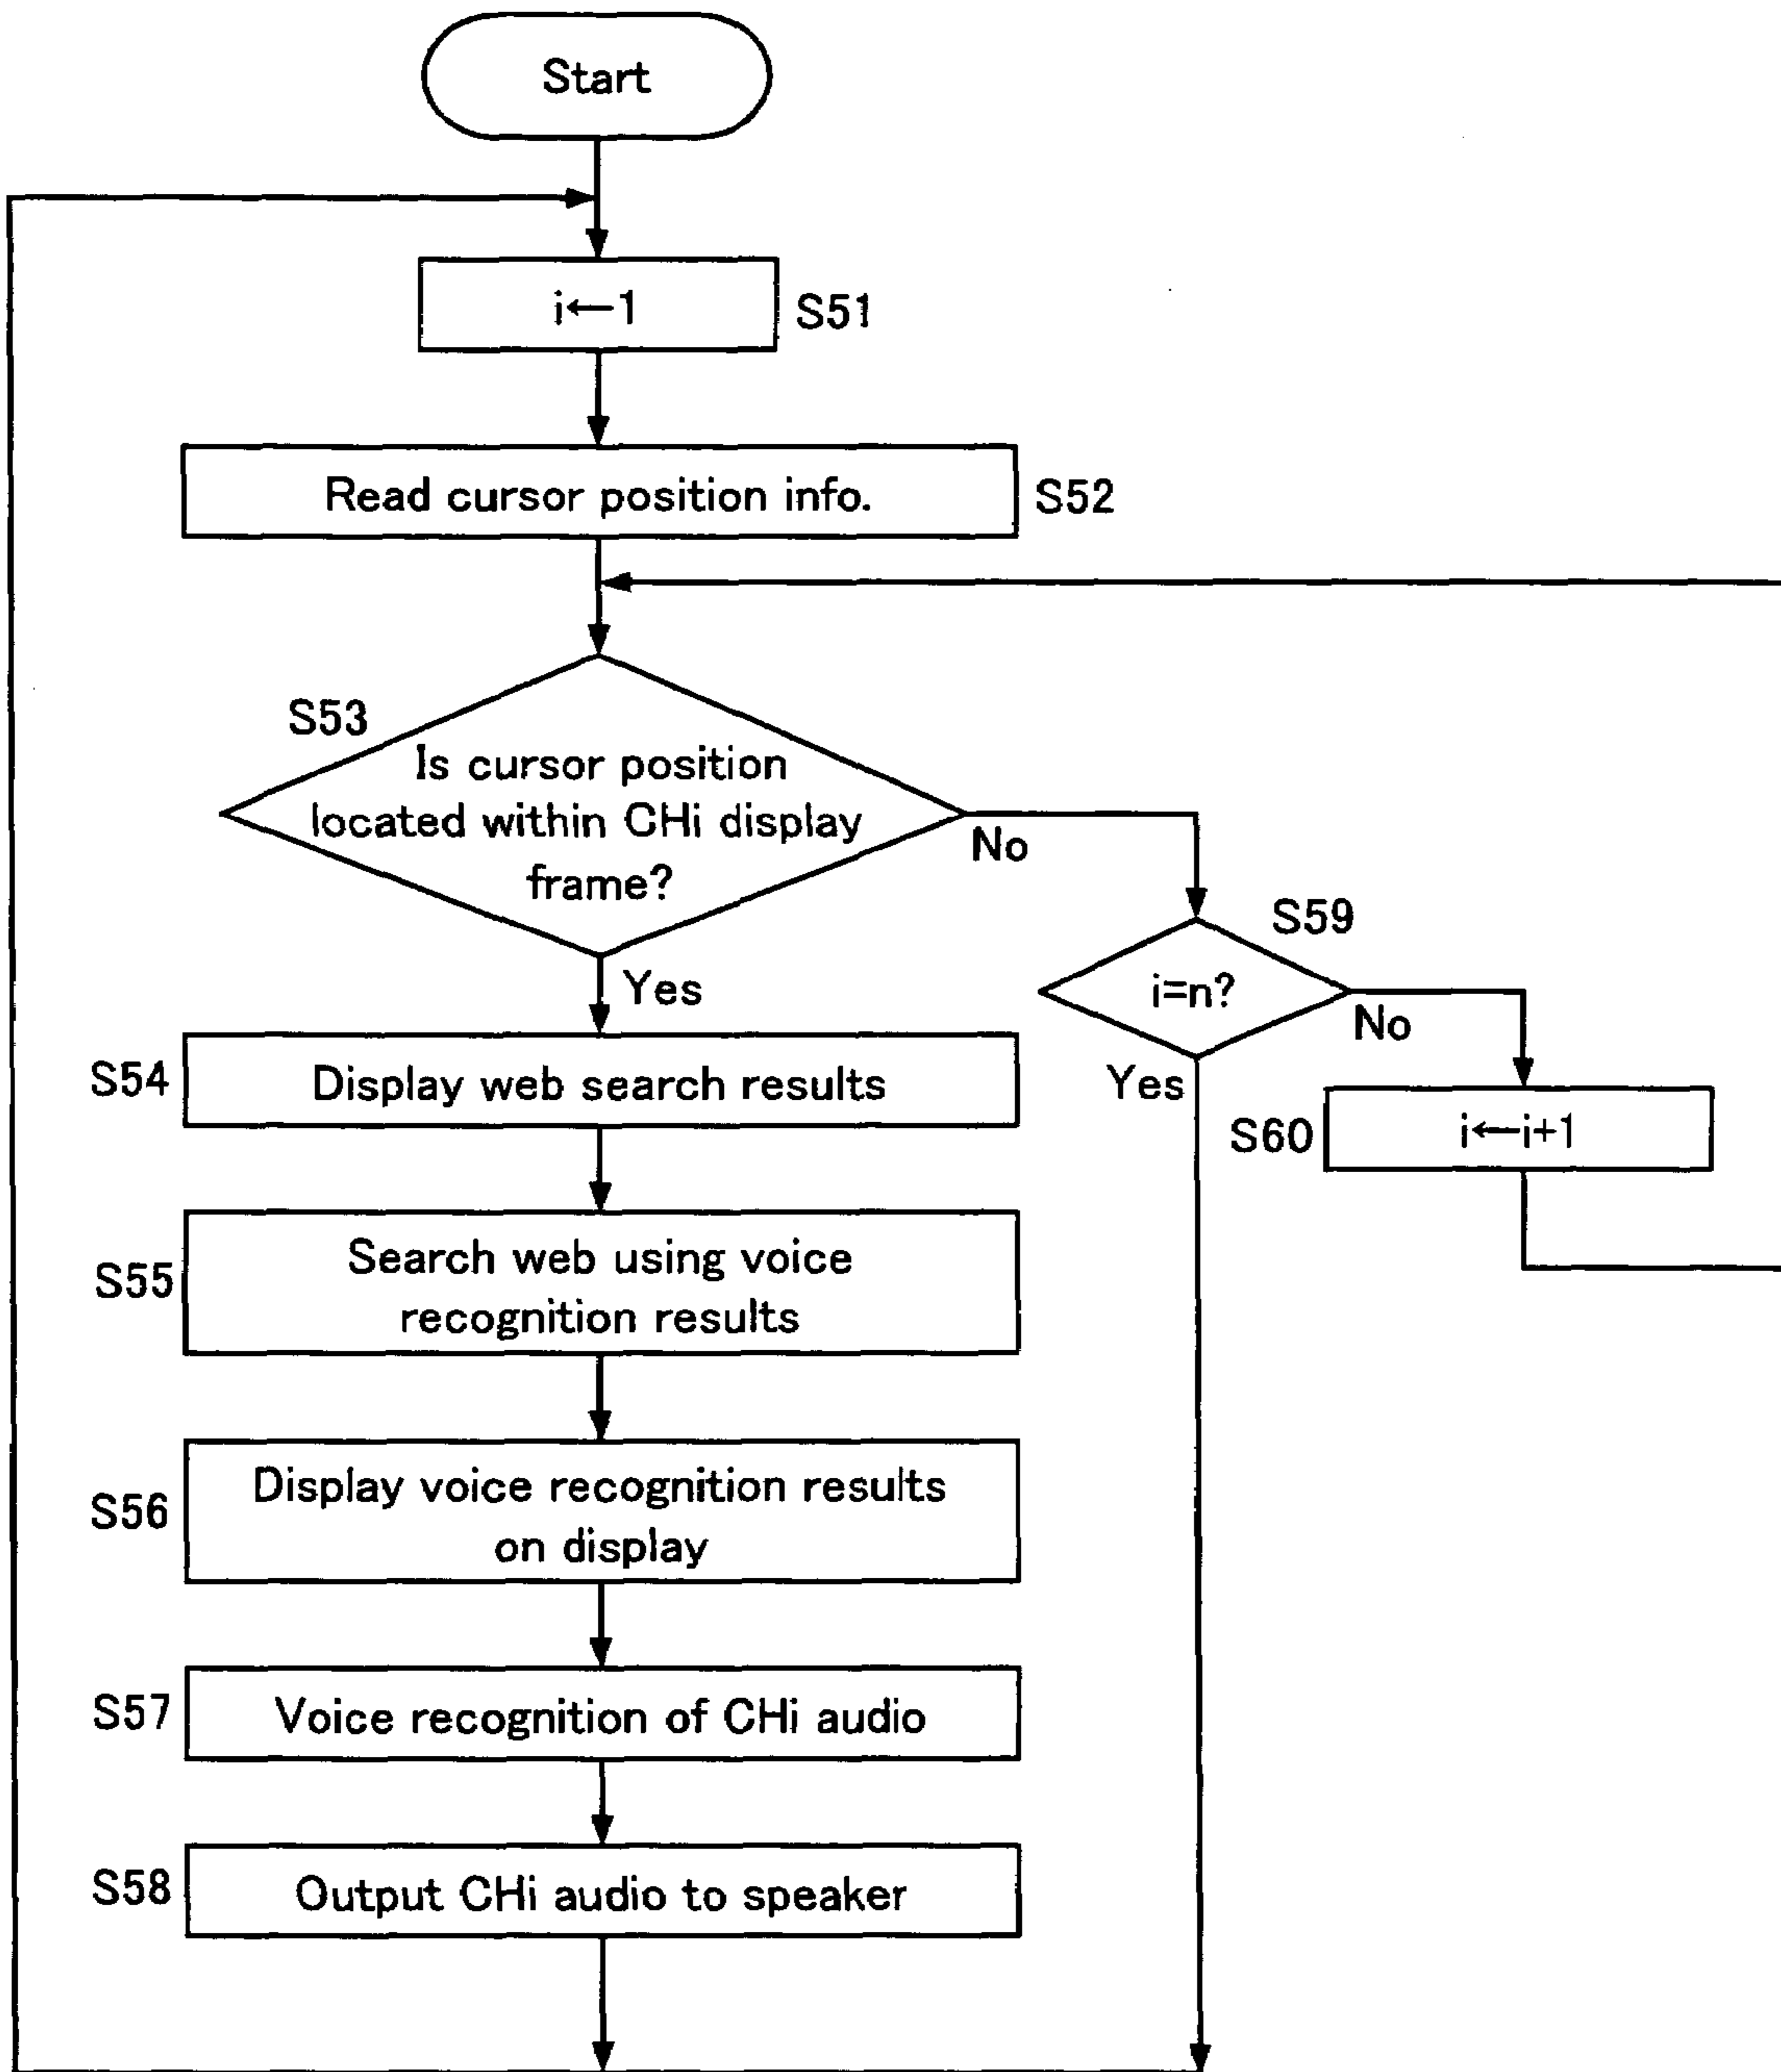 Start
i←1
S51
Read cursor position info.
S52
S53
Is cursor position
located within CHi display
frame?
No
Yes
S59
i=n?
No
Yes
S60
i←i+1
S54
Display web search results
S55
Search web using voice
recognition results
S56
Display voice recognition results
on display
S57
Voice recognition of CHi audio
S58
Output CHi audio to speaker